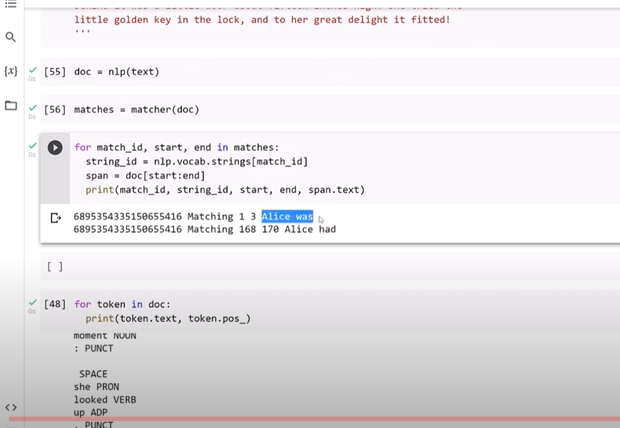 little golden key in the lock, and to her great delight it fitted!
'''
{x}
[55] doc = nlp(text)
0s
[56] matches = matcher(doc)
0s
for match_id, start, end in matches:
string_id = nlp.vocab.strings[match_id]
span = doc[start:end]
print(match_id, string_id, start, end, span.text)
0s
6895354335150655416 Matching 1 3 Alice was
6895354335150655416 Matching 168 170 Alice had
[ ]
[48] for token in doc:
print(token.text, token.pos_)
0s
moment NOUN
: PUNCT
SPACE
she PRON
looked VERB
up ADP
. PUNCT
<>